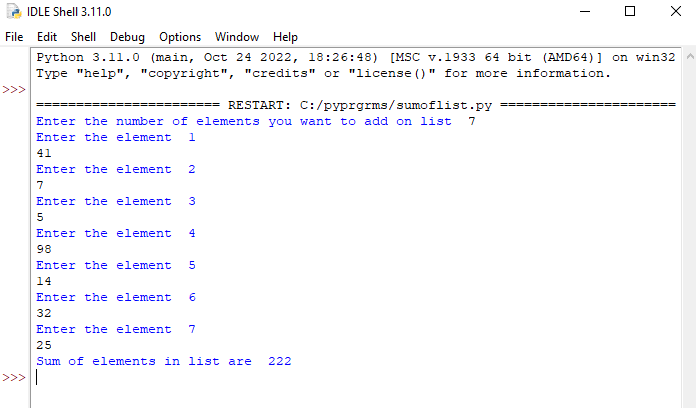 IDLE Shell 3.11.0
File Edit Shell Debug Options Window Help
Python 3.11.0 (main, Oct 24 2022, 18:26:48) [MSC v.1933 64 bit (AMD64)] on win32
Type "help", "copyright", "credits" or "license()" for more information.
>>>
======================= RESTART: C:/pyprgrms/sumoflist.py ======================
Enter the number of elements you want to add on list  7
Enter the element  1
41
Enter the element  2
7
Enter the element  3
5
Enter the element  4
98
Enter the element  5
14
Enter the element  6
32
Enter the element  7
25
Sum of elements in list are  222
>>>